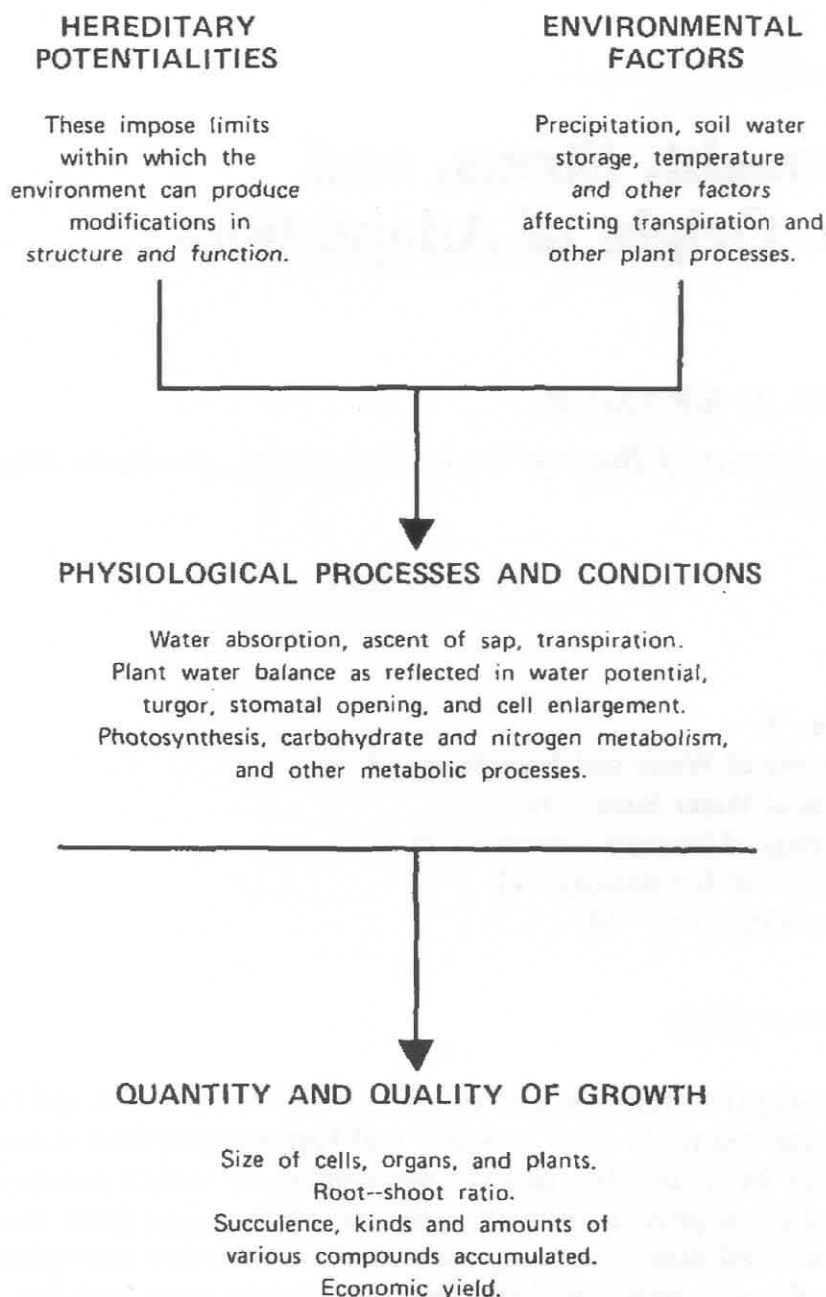 HEREDITARY
POTENTIALITIES
These impose limits
within which the
environment can produce
modifications in
structure and function.
ENVIRONMENTAL
FACTORS
Precipitation, soil water
storage, temperature
and other factors
affecting transpiration and
other plant processes.
PHYSIOLOGICAL PROCESSES AND CONDITIONS
Water absorption, ascent of sap, transpiration.
Plant water balance as reflected in water potential,
turgor, stomatal opening, and cell enlargement.
Photosynthesis, carbohydrate and nitrogen metabolism,
and other metabolic processes.
QUANTITY AND QUALITY OF GROWTH
Size of cells, organs, and plants.
Root--shoot ratio.
Succulence, kinds and amounts of
various compounds accumulated.
Economic yield.